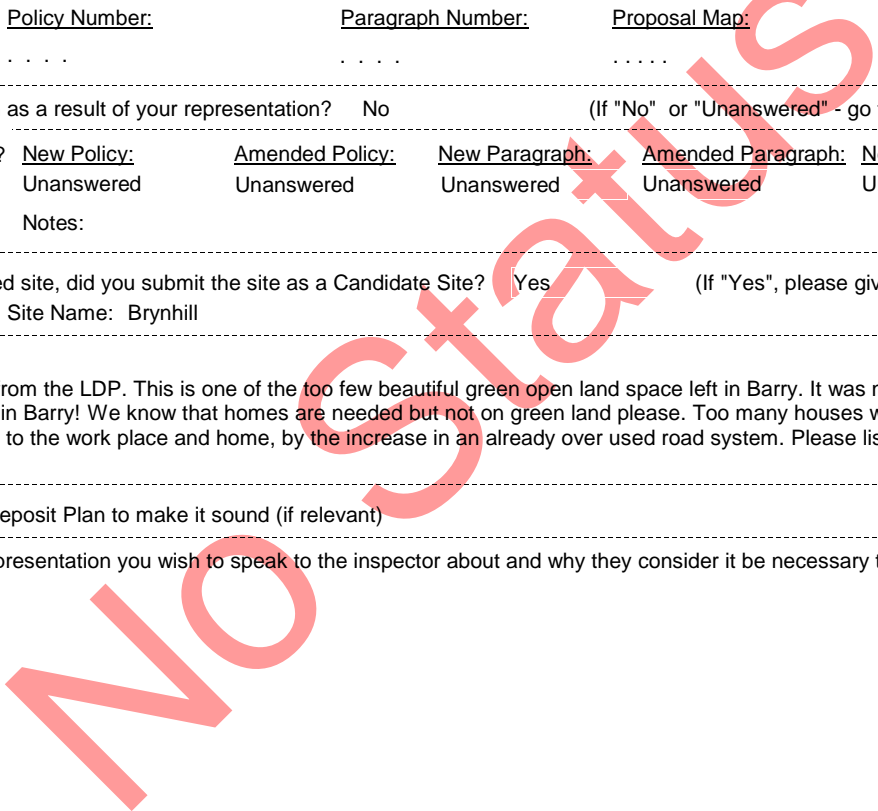 Policy Number: Paragraph Number: Proposal Map:
. . . . . . . . . . . . .
as a result of your representation? No (If "No" or "Unanswered" - go
? New Policy: Amended Policy: New Paragraph: Amended Paragraph:
Unanswered Unanswered Unanswered Unanswered
Notes:
ed site, did you submit the site as a Candidate Site? Yes (If "Yes", please
Site Name: Brynhill
from the LDP. This is one of the too few beautiful green open land space left in Barry. It was
in Barry! We know that homes are needed but not on green land please. Too many houses
to the work place and home, by the increase in an already over used road system. Please
eposit Plan to make it sound (if relevant)
presentation you wish to speak to the inspector about and why they consider it be necessary
No Status